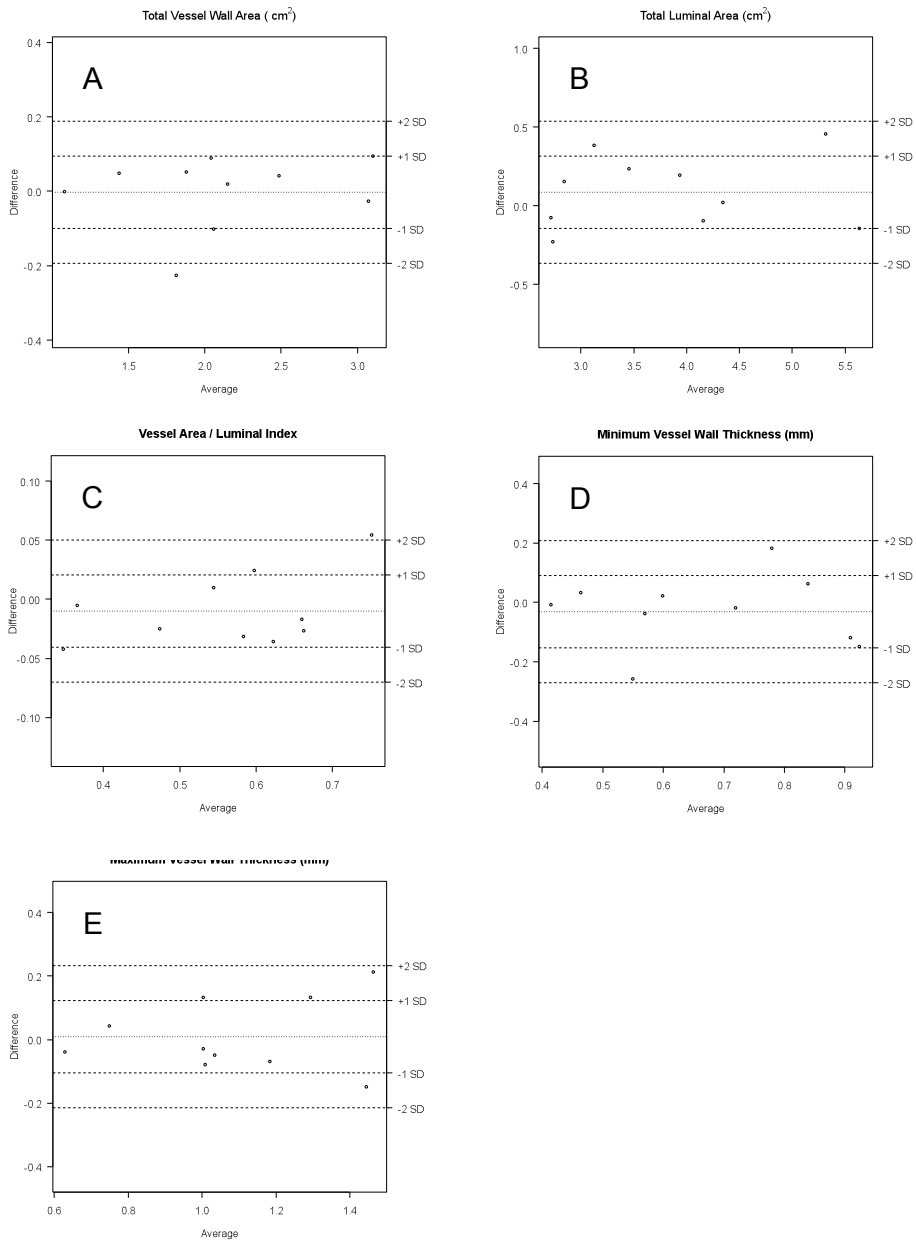 Total Vessel Wall Area ( cm²)
A
0.4
0.2
0.0
-0.2
-0.4
+2 SD
+1 SD
-1 SD
-2 SD
Difference
1.5 2.0 2.5 3.0
Average
Total Luminal Area (cm²)
B
1.0
0.5
0.0
-0.5
+2 SD
+1 SD
-1 SD
-2 SD
Difference
3.0 3.5 4.0 4.5 5.0 5.5
Average
Vessel Area / Luminal Index
C
0.10
0.05
0.00
-0.05
-0.10
+2 SD
+1 SD
-1 SD
-2 SD
Difference
0.4 0.5 0.6 0.7
Average
Minimum Vessel Wall Thickness (mm)
D
0.4
0.2
0.0
-0.2
-0.4
+2 SD
+1 SD
-1 SD
-2 SD
Difference
0.4 0.5 0.6 0.7 0.8 0.9
Average
Maximum Vessel Wall Thickness (mm)
E
0.4
0.2
0.0
-0.2
-0.4
+2 SD
+1 SD
-1 SD
-2 SD
Difference
0.6 0.8 1.0 1.2 1.4
Average